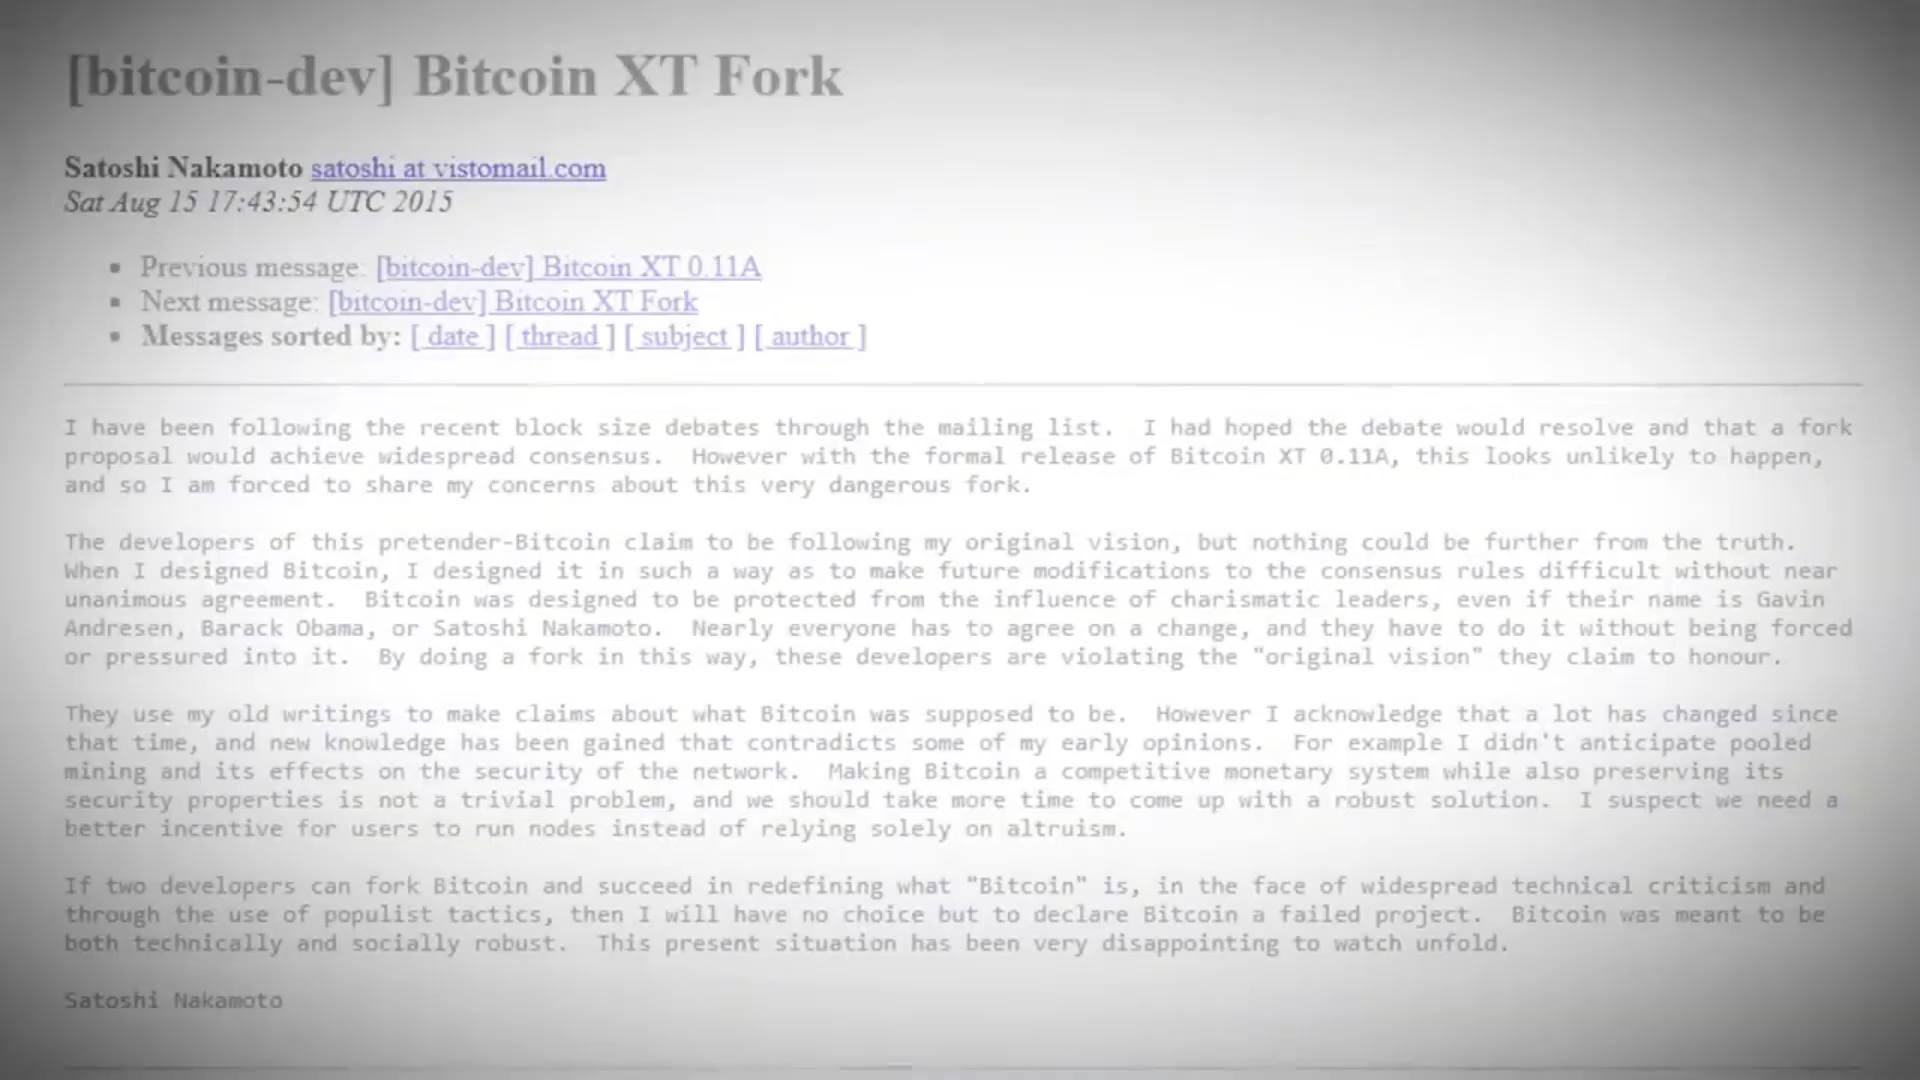 [bitcoin-dev] Bitcoin XT Fork
Satoshi Nakamoto satoshi at vistomail.com
Sat Aug 15 17:43:54 UTC 2015
Previous message: [bitcoin-dev] Bitcoin XT 0.11A
Next message: [bitcoin-dev] Bitcoin XT Fork
Messages sorted by: [ date ] [ thread ] [ subject ] [ author ]
I have been following the recent block size debates through the mailing list.  I had hoped the debate would resolve and that a fork
proposal would achieve widespread consensus.  However with the formal release of Bitcoin XT 0.11A, this looks unlikely to happen,
and so I am forced to share my concerns about this very dangerous fork.
The developers of this pretender-Bitcoin claim to be following my original vision, but nothing could be further from the truth.
When I designed Bitcoin, I designed it in such a way as to make future modifications to the consensus rules difficult without near
unanimous agreement.  Bitcoin was designed to be protected from the influence of charismatic leaders, even if their name is Gavin
Andresen, Barack Obama, or Satoshi Nakamoto.  Nearly everyone has to agree on a change, and they have to do it without being forced
or pressured into it.  By doing a fork in this way, these developers are violating the "original vision" they claim to honour.
They use my old writings to make claims about what Bitcoin was supposed to be.  However I acknowledge that a lot has changed since
that time, and new knowledge has been gained that contradicts some of my early opinions.  For example I didn't anticipate pooled
mining and its effects on the security of the network.  Making Bitcoin a competitive monetary system while also preserving its
security properties is not a trivial problem, and we should take more time to come up with a robust solution.  I suspect we need a
better incentive for users to run nodes instead of relying solely on altruism.
If two developers can fork Bitcoin and succeed in redefining what "Bitcoin" is, in the face of widespread technical criticism and
through the use of populist tactics, then I will have no choice but to declare Bitcoin a failed project.  Bitcoin was meant to be
both technically and socially robust.  This present situation has been very disappointing to watch unfold.
Satoshi Nakamoto